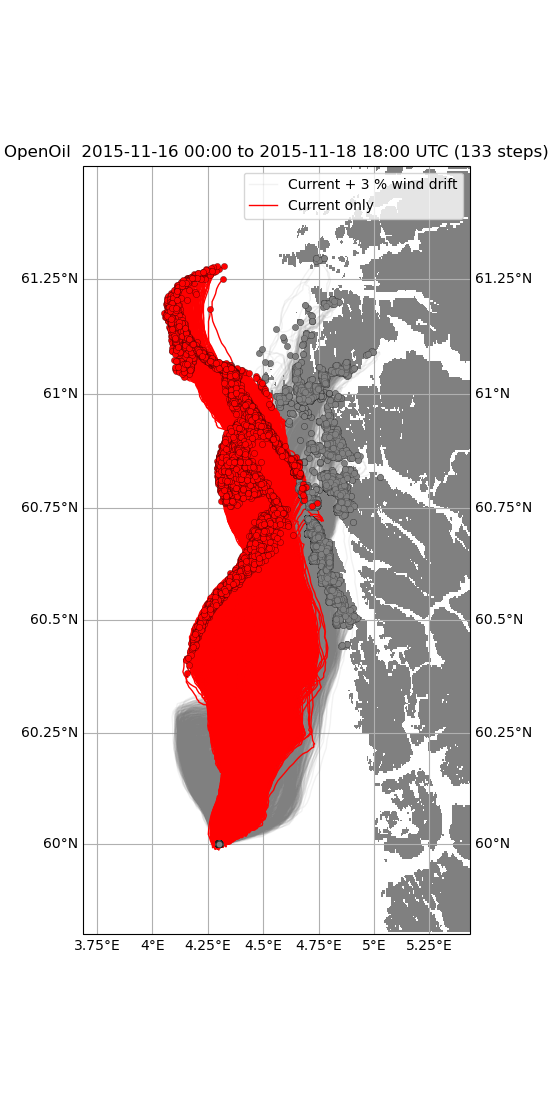 OpenOil  2015-11-16 00:00 to 2015-11-18 18:00 UTC (133 steps)
Current + 3 % wind drift
Current only
61.25°N 61.25°N
61°N 61°N
60.75°N 60.75°N
60.5°N 60.5°N
60.25°N 60.25°N
60°N 60°N
3.75°E 4°E 4.25°E 4.5°E 4.75°E 5°E 5.25°E